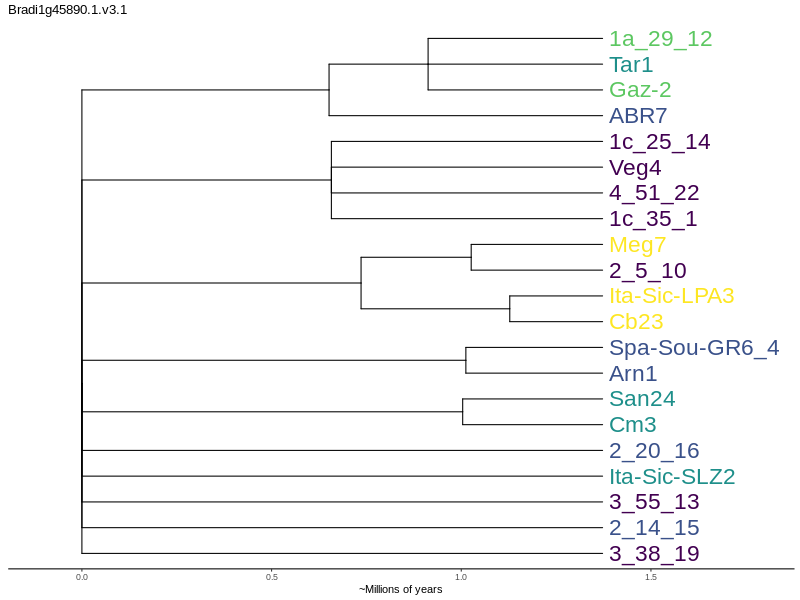 Bradi1g45890.1.v3.1
1a_29_12
Tar1
Gaz-2
ABR7
1c_25_14
Veg4
4_51_22
1c_35_1
Meg7
2_5_10
Ita-Sic-LPA3
Cb23
Spa-Sou-GR6_4
Arn1
San24
Cm3
2_20_16
Ita-Sic-SLZ2
3_55_13
2_14_15
3_38_19
0.0 0.5 1.0 1.5
~Millions of years